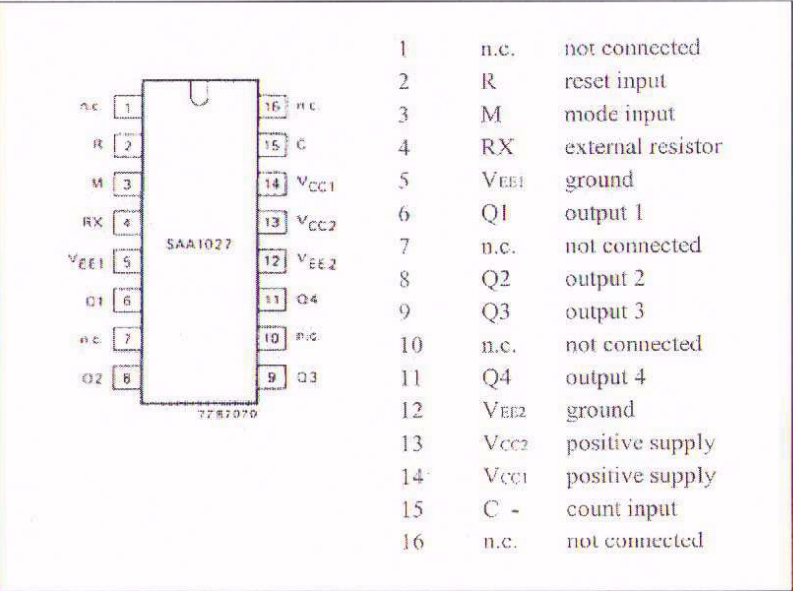 n.c. 1 16 n.c.
R 2 15 C
M 3 14 VCC1
RX 4 13 VCC2
SAA1027
VEE1 5 12 VEE2
Q1 6 11 Q4
n.c. 7 10 n.c.
Q2 8 9 Q3
7787070
1 n.c. not connected
2 R reset input
3 M mode input
4 RX external resistor
5 VEE1 ground
6 Q1 output 1
7 n.c. not connected
8 Q2 output 2
9 Q3 output 3
10 n.c. not connected
11 Q4 output 4
12 VEE2 ground
13 VCC2 positive supply
14 VCC1 positive supply
15 C - count input
16 n.c. not connected